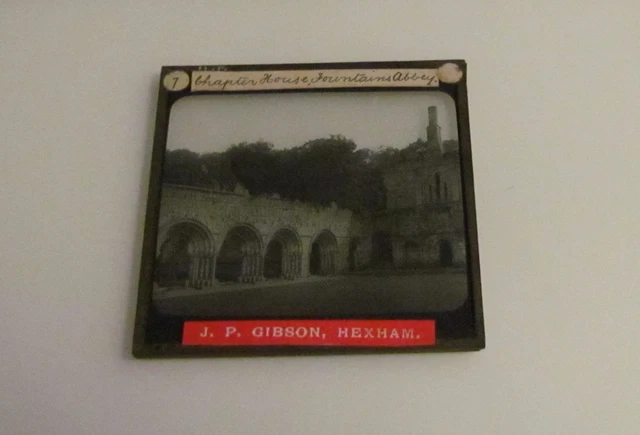 7
Chapter House, Fountains Abbey.
J. P. GIBSON, HEXHAM.